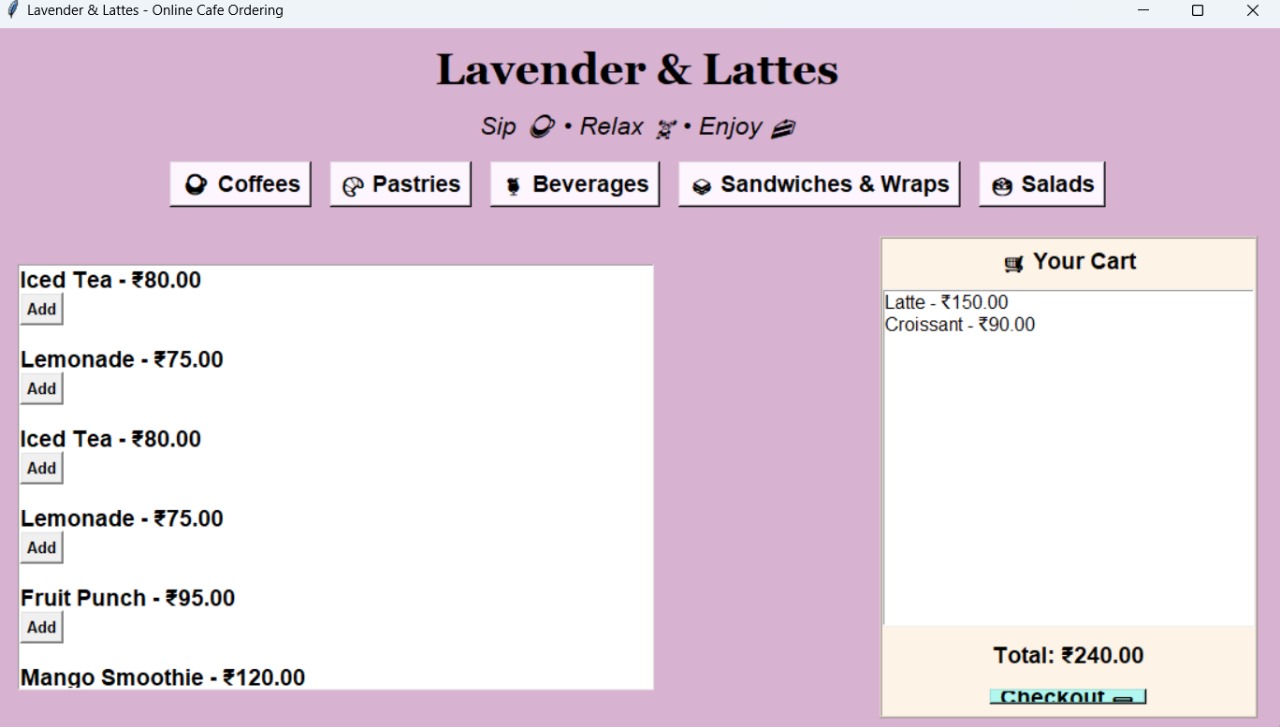 Lavender & Lattes - Online Cafe Ordering
Lavender & Lattes
Sip ☕ • Relax 🌿 • Enjoy 🍰
☕ Coffees 🥐 Pastries 🍹 Beverages 🥪 Sandwiches & Wraps 🥗 Salads
Iced Tea - ₹80.00
Add
Lemonade - ₹75.00
Add
Iced Tea - ₹80.00
Add
Lemonade - ₹75.00
Add
Fruit Punch - ₹95.00
Add
Mango Smoothie - ₹120.00
🛒 Your Cart
Latte - ₹150.00
Croissant - ₹90.00
Total: ₹240.00
Checkout 💳